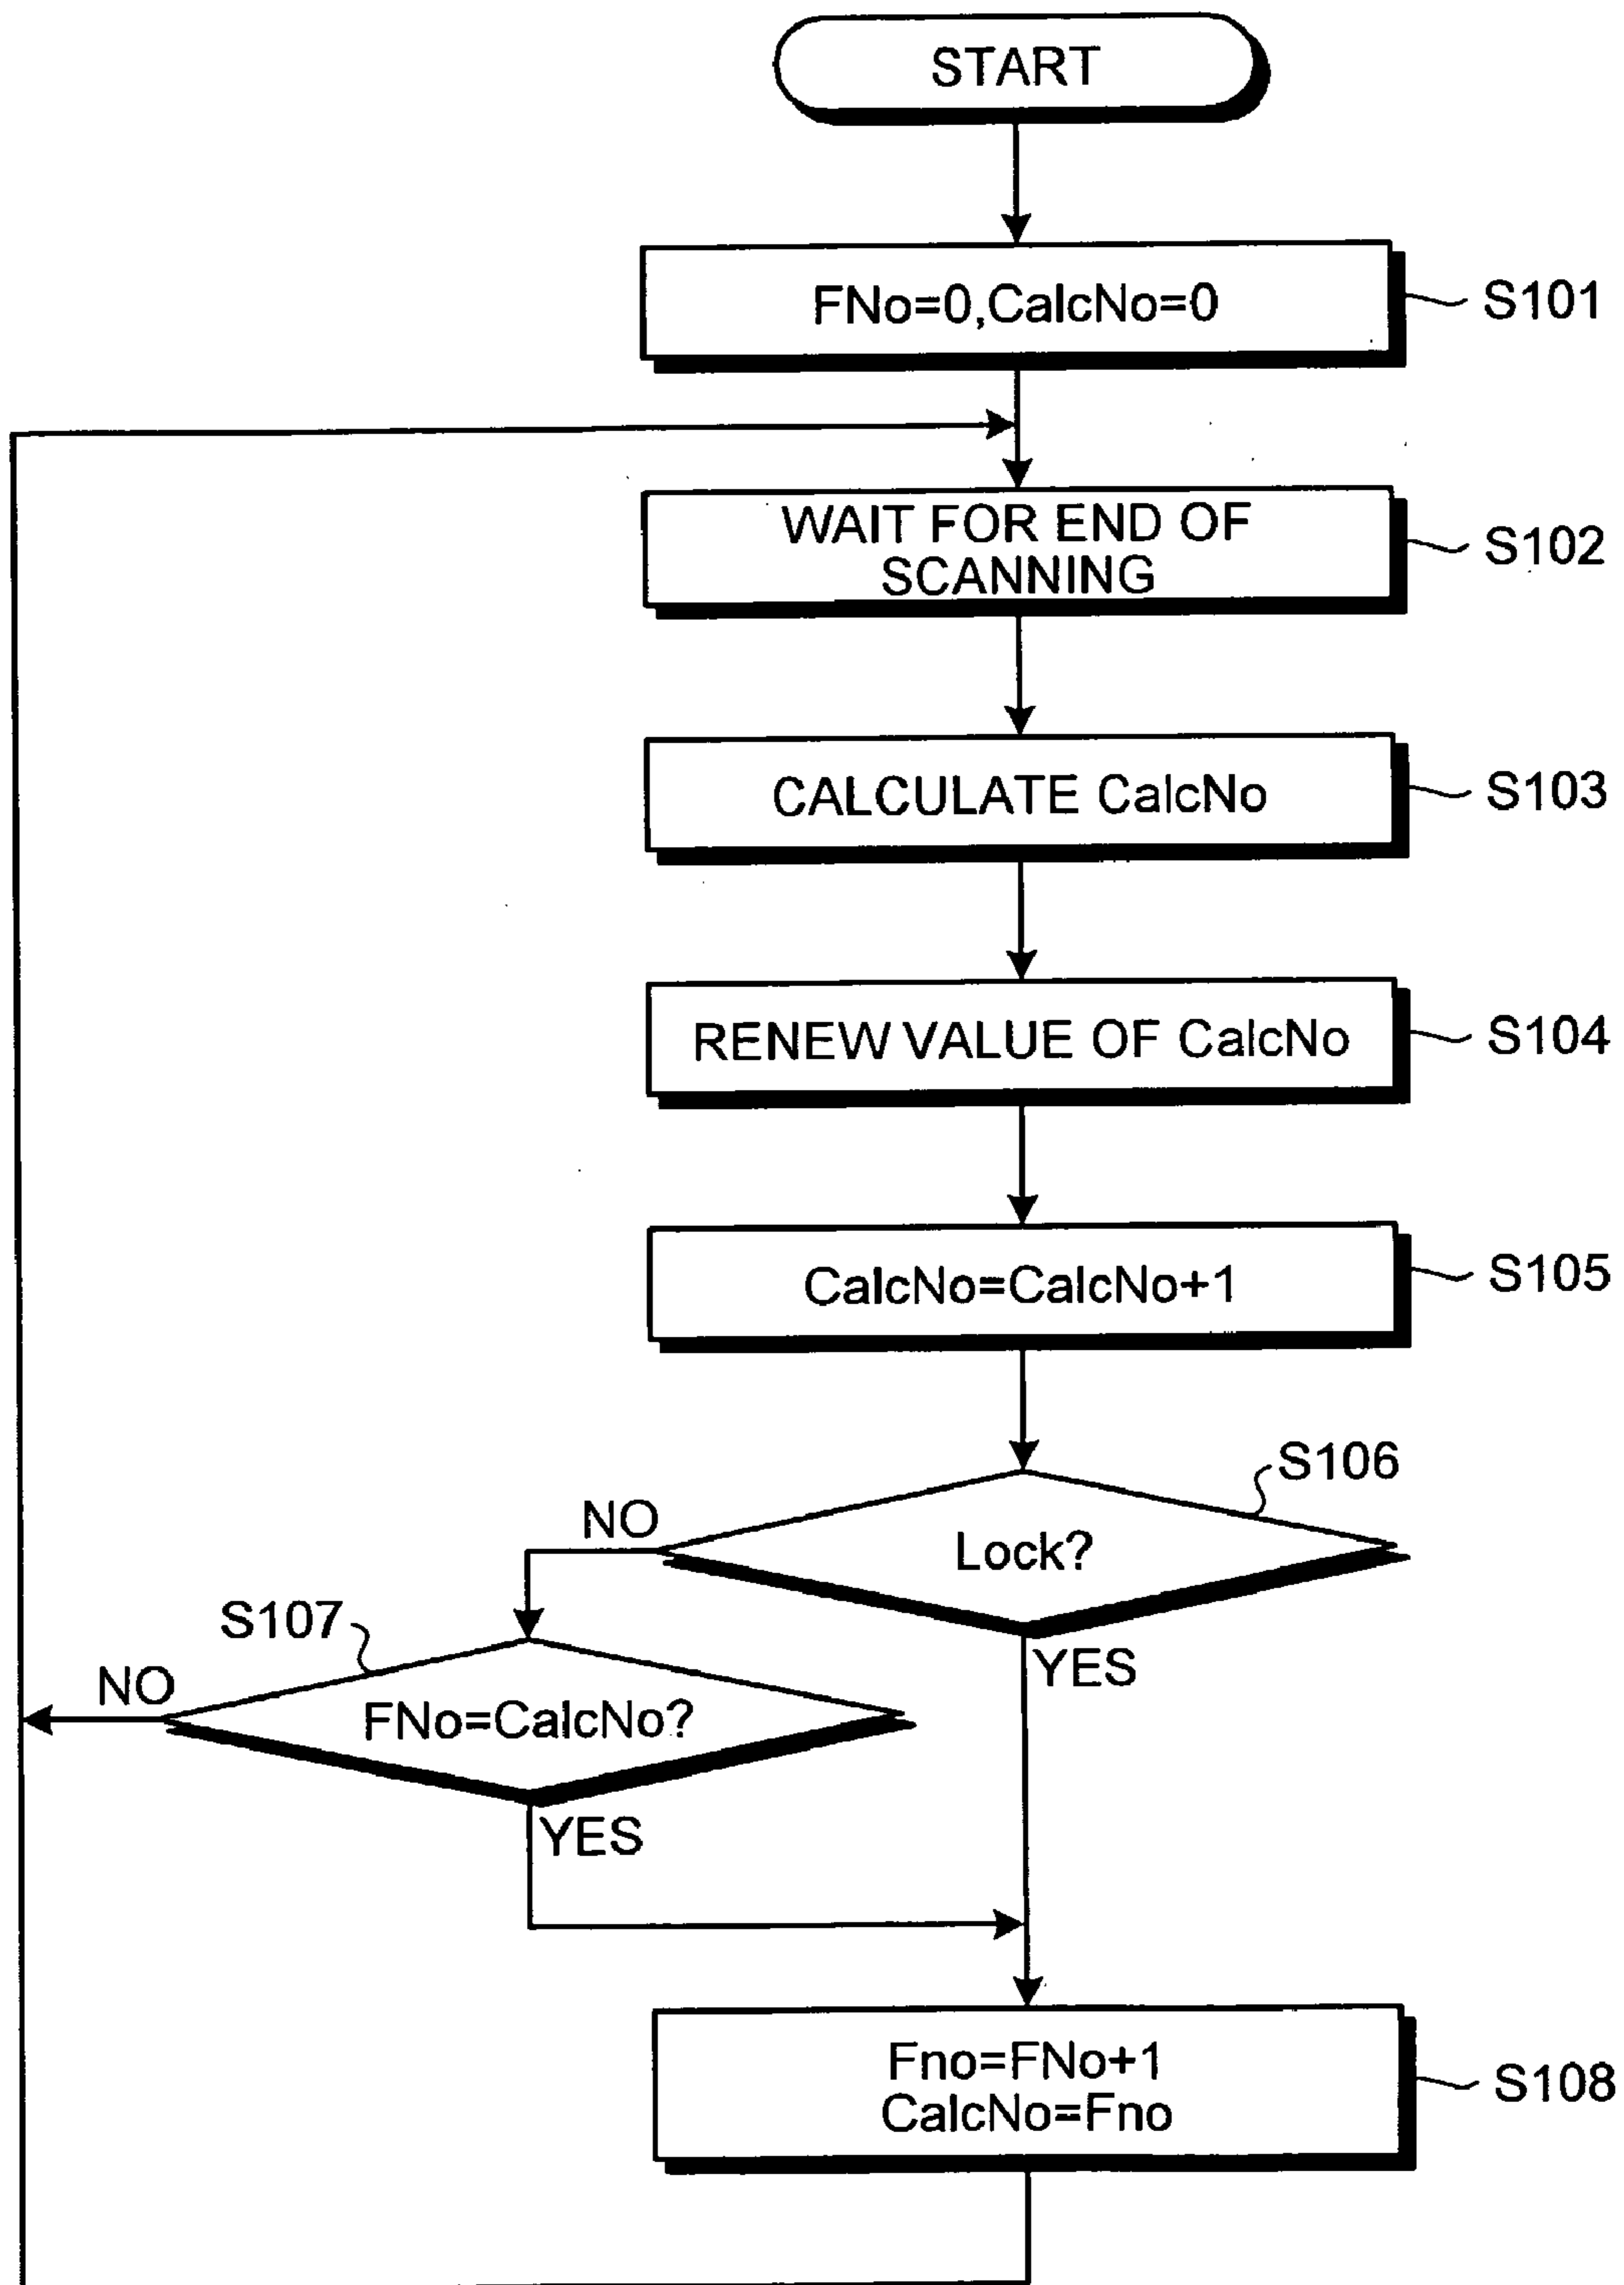 START
FNo=0,CalcNo=0
S101
WAIT FOR END OF
SCANNING
S102
CALCULATE CalcNo
S103
RENEW VALUE OF CalcNo
S104
CalcNo=CalcNo+1
S105
S106
NO
Lock?
YES
S107
NO
FNo=CalcNo?
YES
Fno=FNo+1
CalcNo=Fno
S108